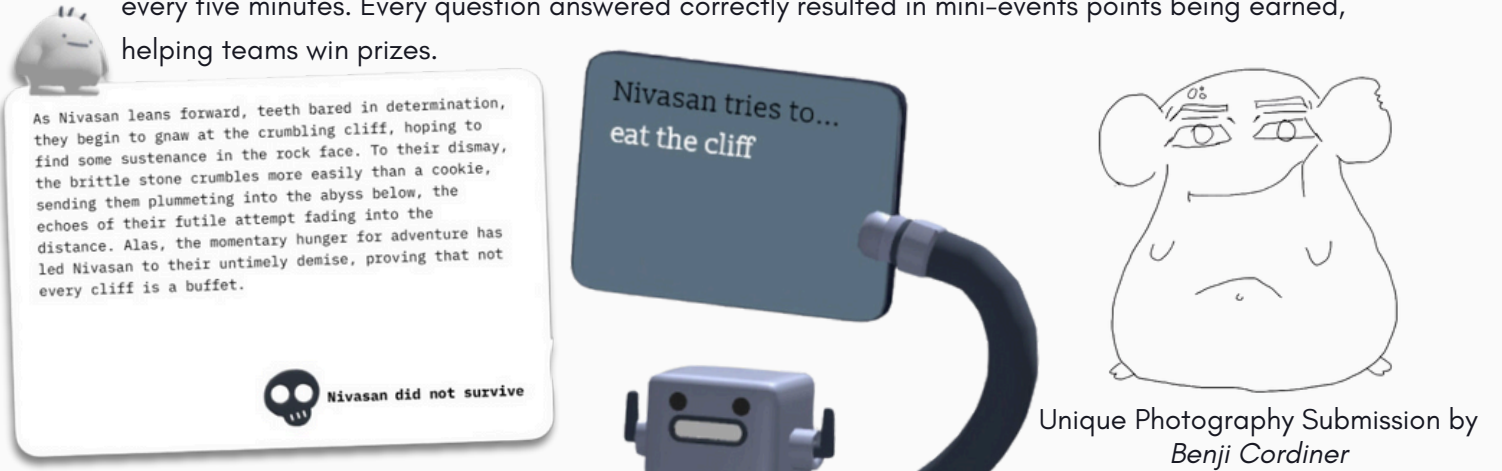 every five minutes. Every question answered correctly resulted in mini-events points being earned,
helping teams win prizes.
As Nivasan leans forward, teeth bared in determination,
they begin to gnaw at the crumbling cliff, hoping to
find some sustenance in the rock face. To their dismay,
the brittle stone crumbles more easily than a cookie,
sending them plummeting into the abyss below, the
echoes of their futile attempt fading into the
distance. Alas, the momentary hunger for adventure has
led Nivasan to their untimely demise, proving that not
every cliff is a buffet.
Nivasan did not survive
Nivasan tries to...
eat the cliff
Unique Photography Submission by
Benji Cordiner